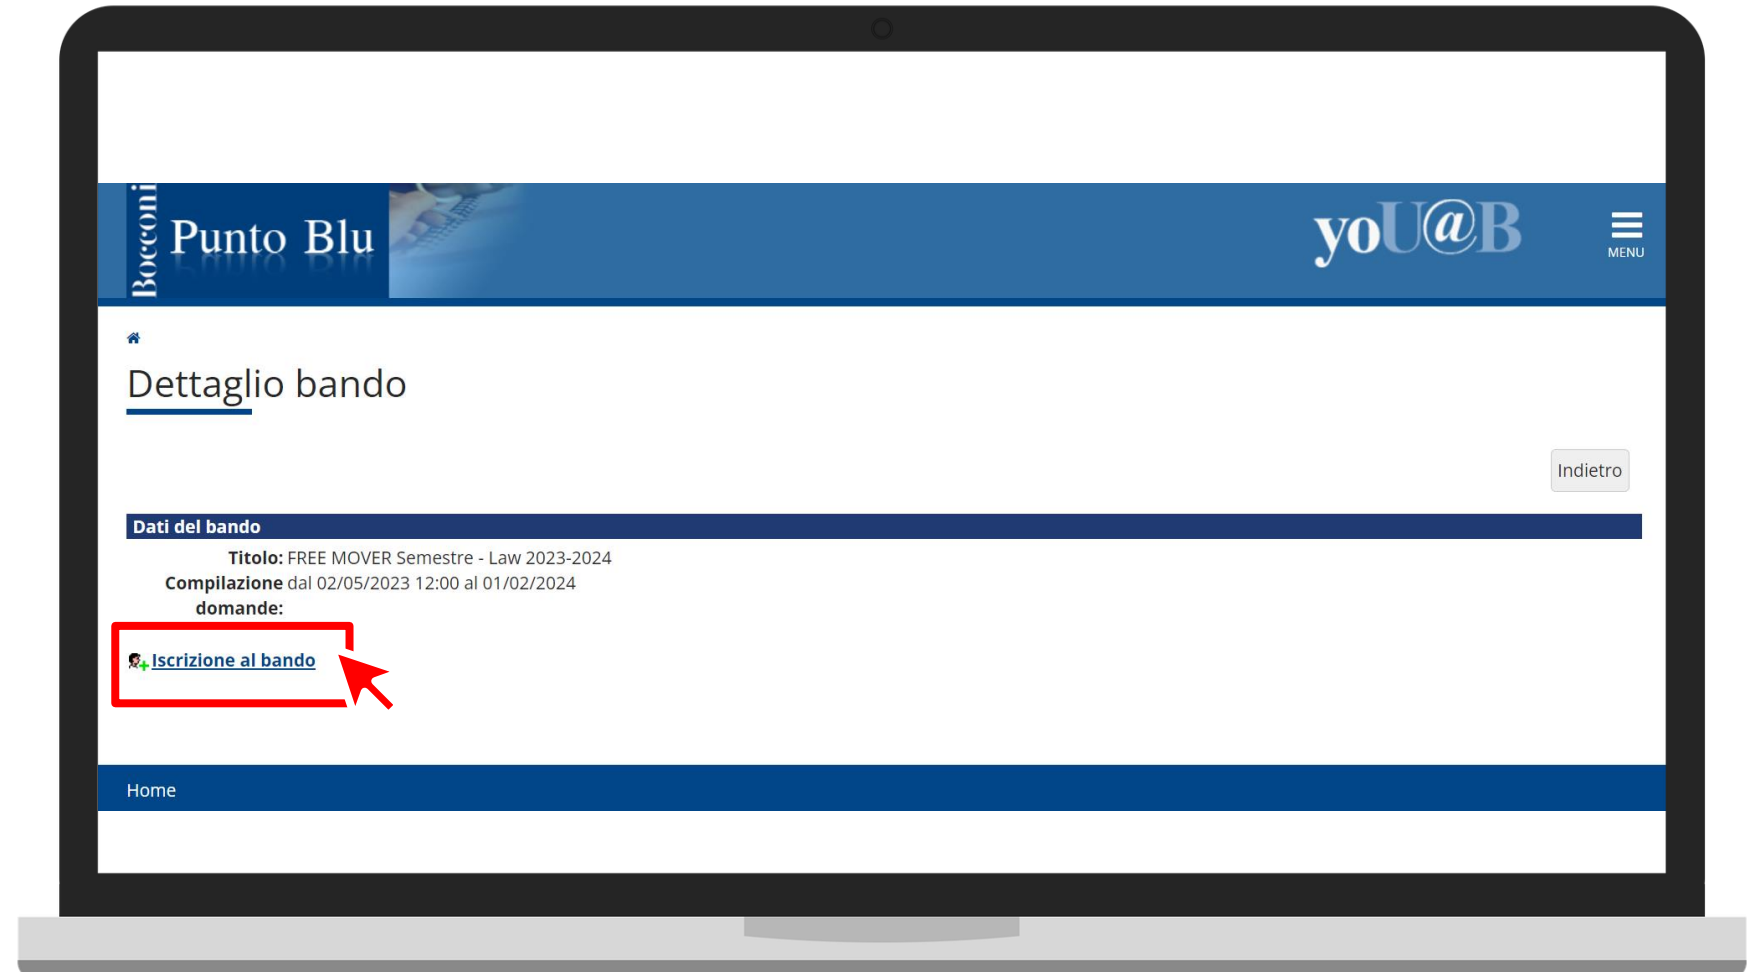 Bocconi
Punto Blu
yoU@B
MENU
Dettaglio bando
Indietro
Dati del bando
Titolo: FREE MOVER Semestre - Law 2023-2024
Compilazione dal 02/05/2023 12:00 al 01/02/2024
domande:
Iscrizione al bando
Home